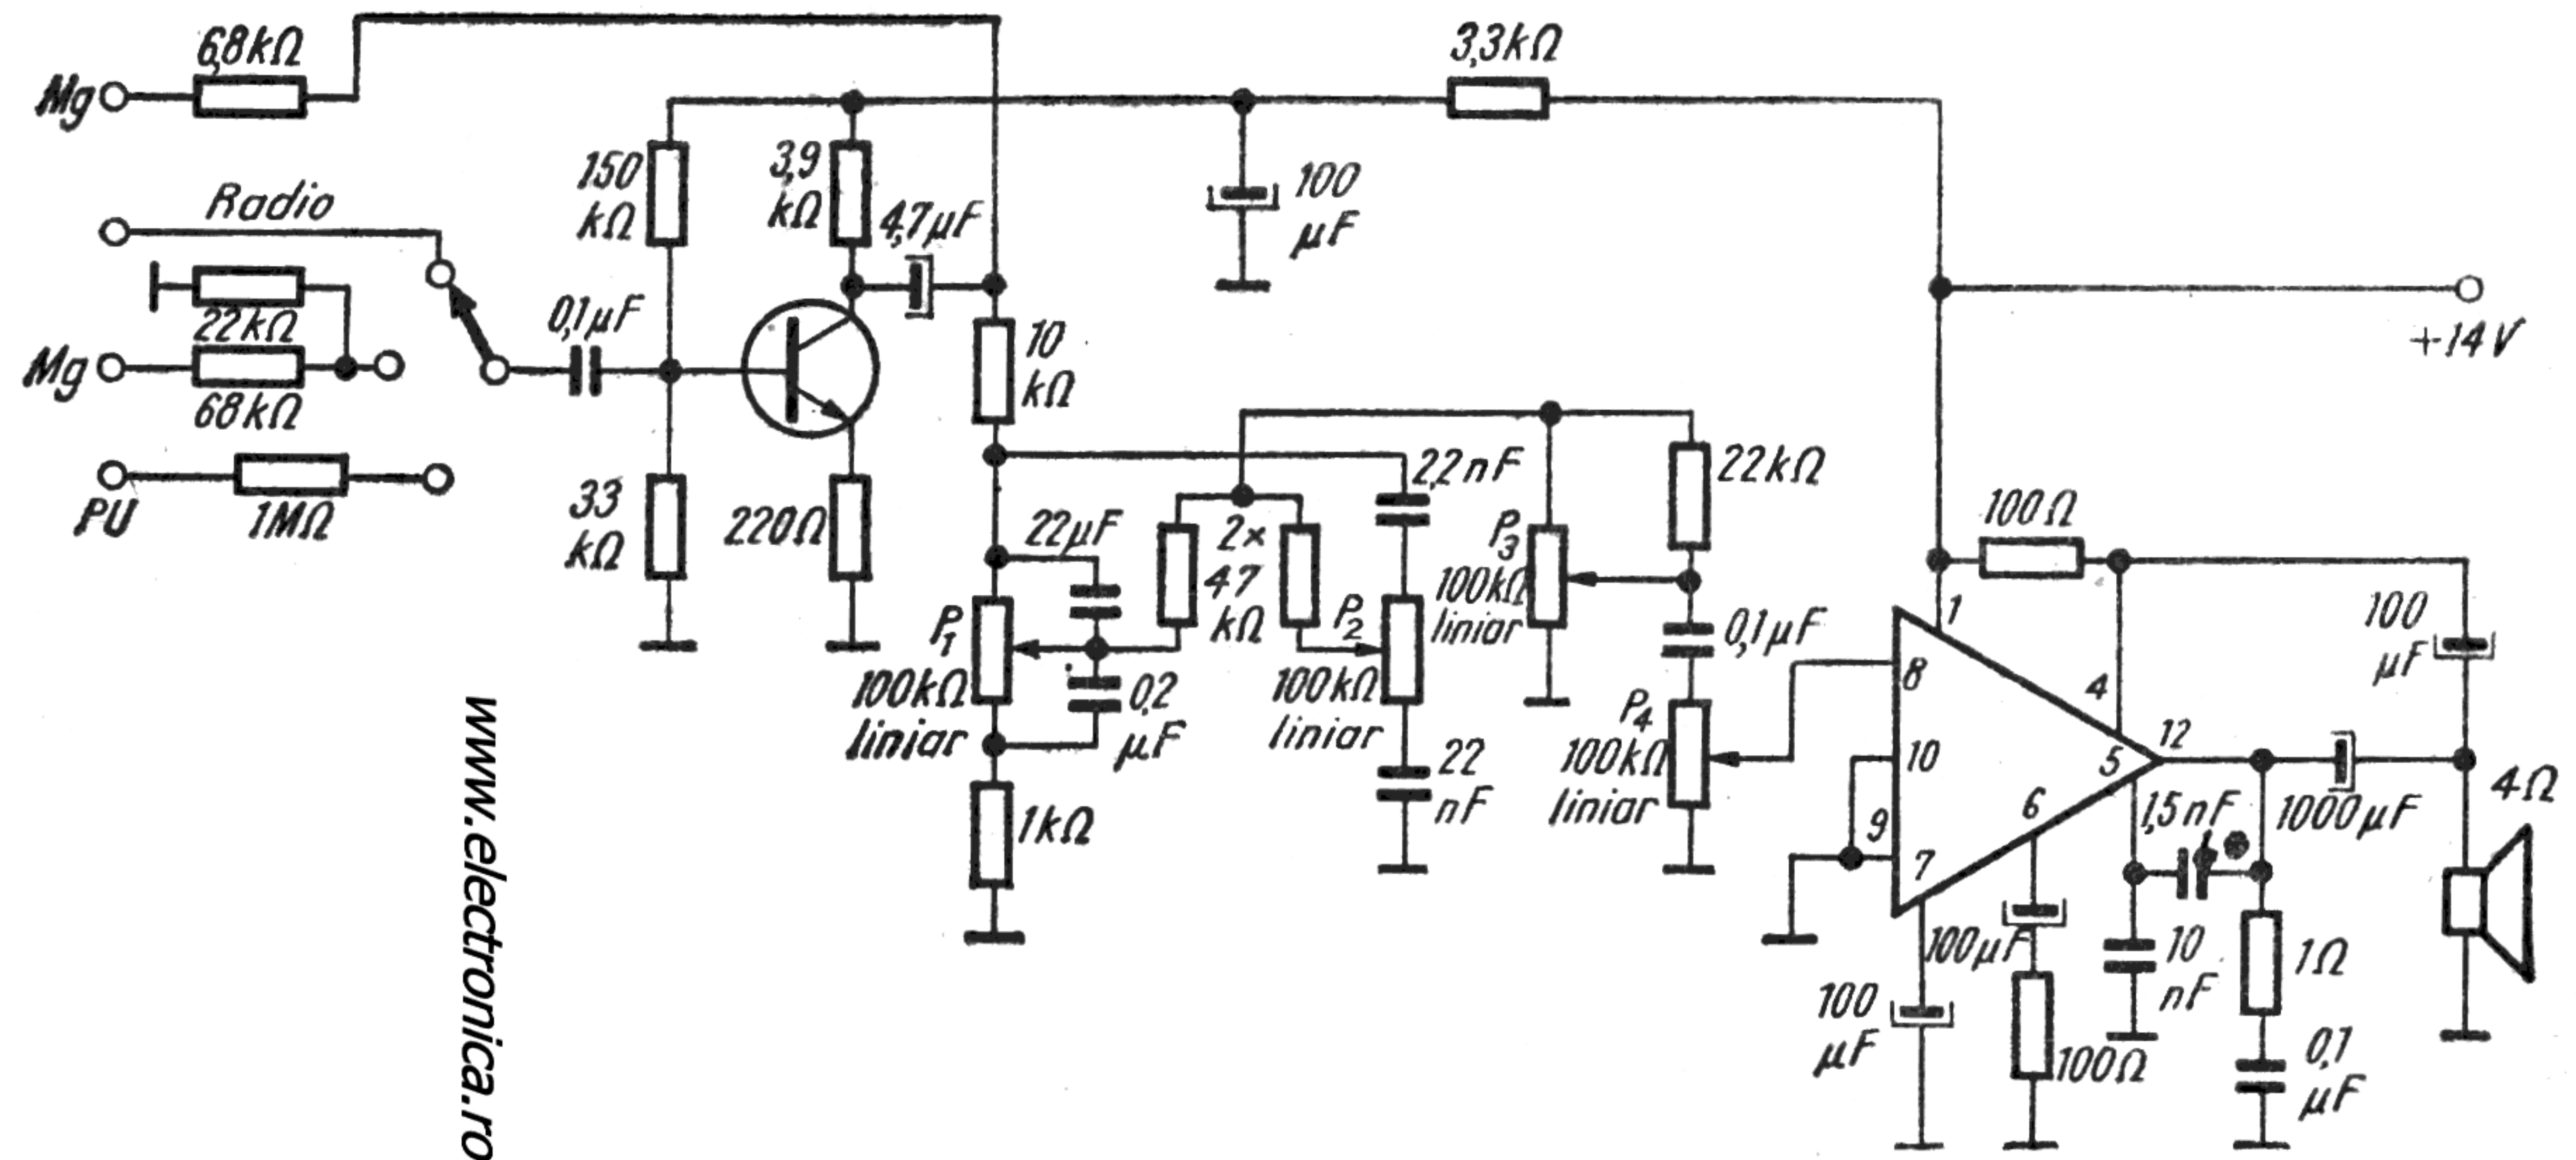 6,8kΩ
Mg
3,3kΩ
150
kΩ
3,9
kΩ
4,7µF
100
µF
Radio
22kΩ
0,1µF
10
kΩ
+14V
Mg
68kΩ
PU
1MΩ
33
kΩ
220Ω
22µF
2×
47
kΩ
2,2nF
22kΩ
P3
100kΩ
liniar
0,1µF
100Ω
100
µF
P1
100kΩ
liniar
0,2
µF
P2
100kΩ
liniar
22
nF
P4
100kΩ
liniar
1kΩ
1
8
4
10
12
5
9
7
6
1,5nF
1000µF
4Ω
100µF
100
µF
10
nF
1Ω
100Ω
0,1
µF
www.electronica.ro